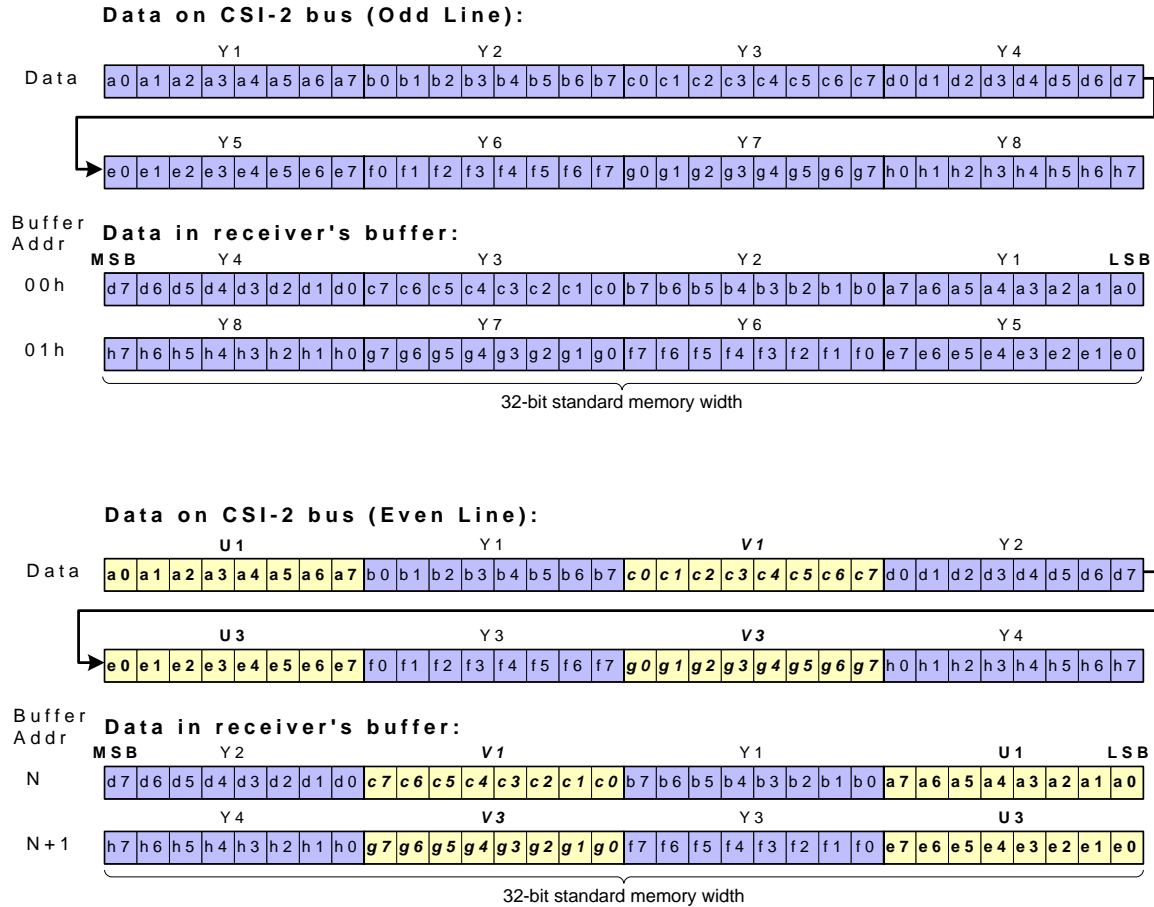 Data on CSI-2 bus (Odd Line):
Y1 Y2 Y3 Y4
Data a0 a1 a2 a3 a4 a5 a6 a7 b0 b1 b2 b3 b4 b5 b6 b7 c0 c1 c2 c3 c4 c5 c6 c7 d0 d1 d2 d3 d4 d5 d6 d7
Y5 Y6 Y7 Y8
e0 e1 e2 e3 e4 e5 e6 e7 f0 f1 f2 f3 f4 f5 f6 f7 g0 g1 g2 g3 g4 g5 g6 g7 h0 h1 h2 h3 h4 h5 h6 h7
Buffer Addr
Data in receiver's buffer:
MSB Y4 Y3 Y2 Y1 LSB
00h d7 d6 d5 d4 d3 d2 d1 d0 c7 c6 c5 c4 c3 c2 c1 c0 b7 b6 b5 b4 b3 b2 b1 b0 a7 a6 a5 a4 a3 a2 a1 a0
Y8 Y7 Y6 Y5
01h h7 h6 h5 h4 h3 h2 h1 h0 g7 g6 g5 g4 g3 g2 g1 g0 f7 f6 f5 f4 f3 f2 f1 f0 e7 e6 e5 e4 e3 e2 e1 e0
32-bit standard memory width
Data on CSI-2 bus (Even Line):
U1 Y1 V1 Y2
Data a0 a1 a2 a3 a4 a5 a6 a7 b0 b1 b2 b3 b4 b5 b6 b7 c0 c1 c2 c3 c4 c5 c6 c7 d0 d1 d2 d3 d4 d5 d6 d7
U3 Y3 V3 Y4
e0 e1 e2 e3 e4 e5 e6 e7 f0 f1 f2 f3 f4 f5 f6 f7 g0 g1 g2 g3 g4 g5 g6 g7 h0 h1 h2 h3 h4 h5 h6 h7
Buffer Addr
Data in receiver's buffer:
MSB Y2 V1 Y1 U1 LSB
N d7 d6 d5 d4 d3 d2 d1 d0 c7 c6 c5 c4 c3 c2 c1 c0 b7 b6 b5 b4 b3 b2 b1 b0 a7 a6 a5 a4 a3 a2 a1 a0
Y4 V3 Y3 U3
N+1 h7 h6 h5 h4 h3 h2 h1 h0 g7 g6 g5 g4 g3 g2 g1 g0 f7 f6 f5 f4 f3 f2 f1 f0 e7 e6 e5 e4 e3 e2 e1 e0
32-bit standard memory width